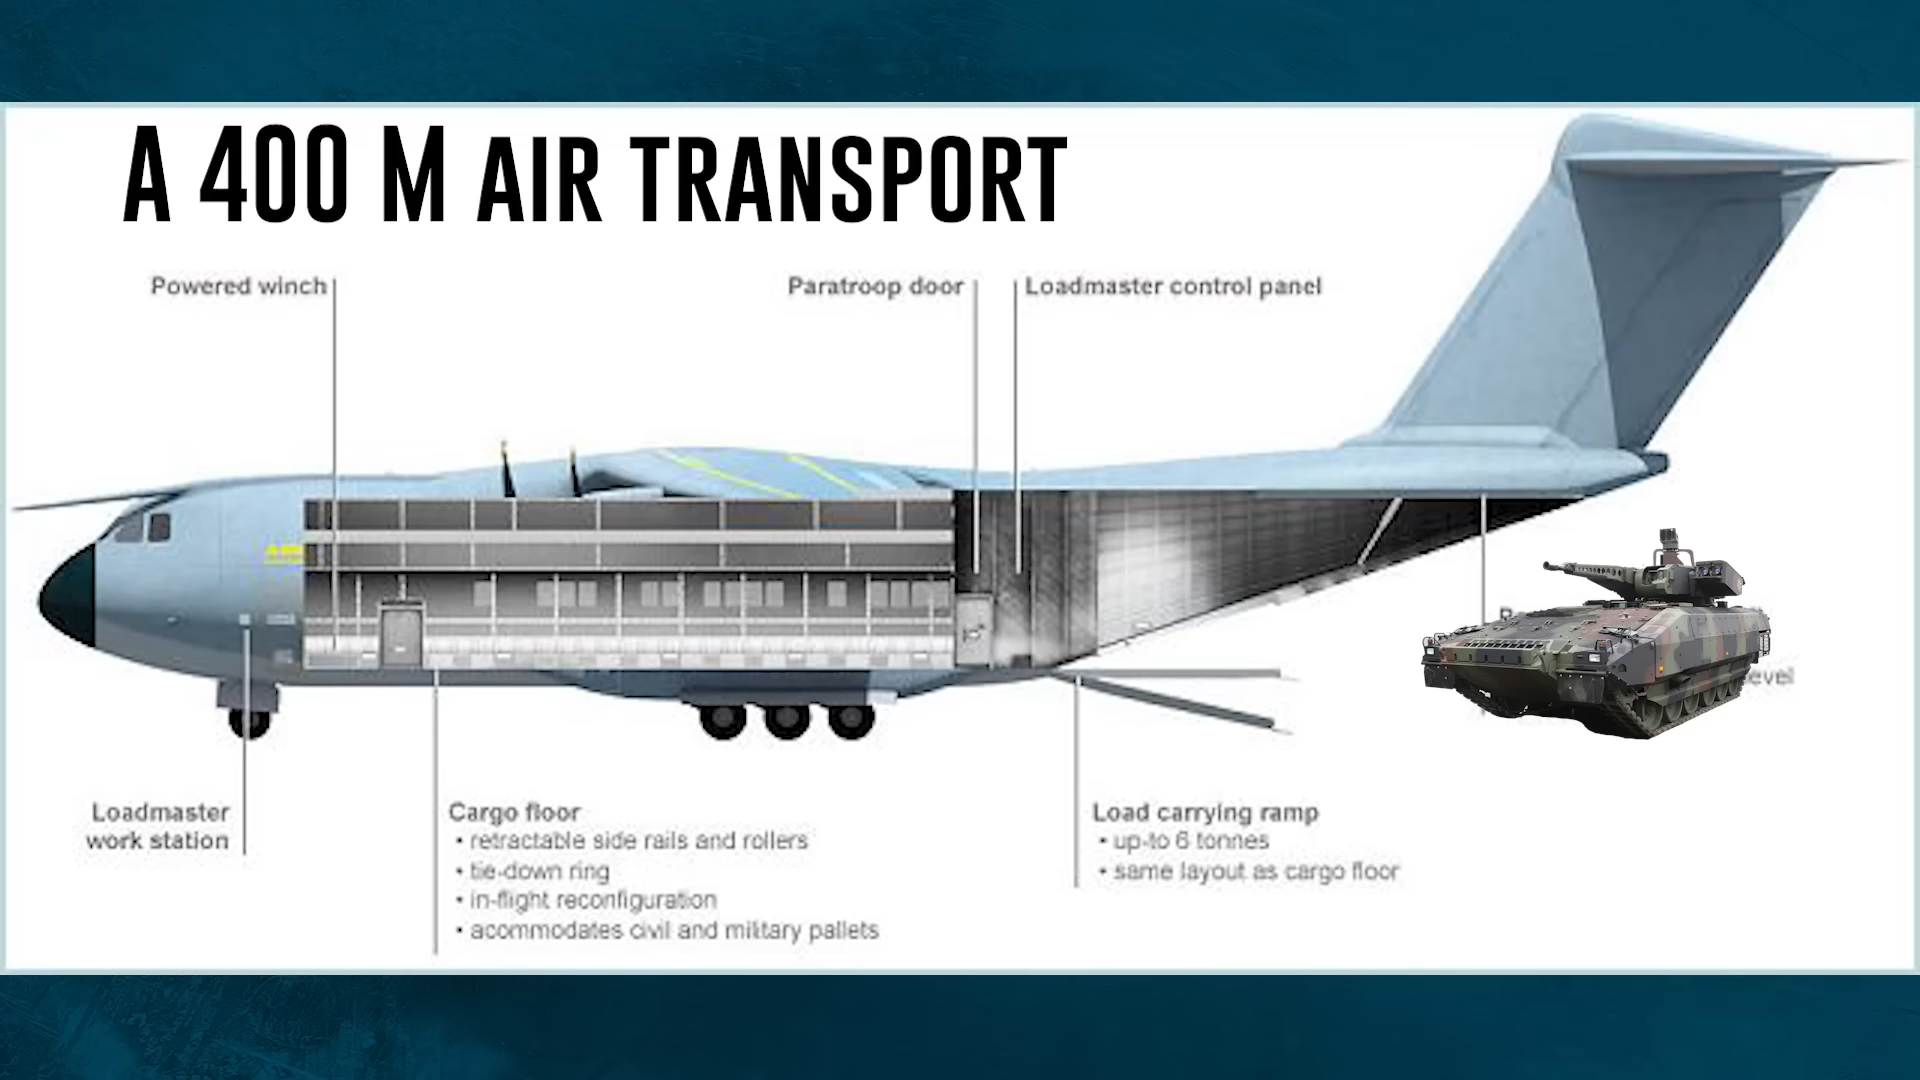 A 400 M AIR TRANSPORT
Powered winch
Paratroop door
Loadmaster control panel
Loadmaster
work station
Cargo floor
• retractable side rails and rollers
• tie-down ring
• in-flight reconfiguration
• acommodates civil and military pallets
Load carrying ramp
• up-to 6 tonnes
• same layout as cargo floor